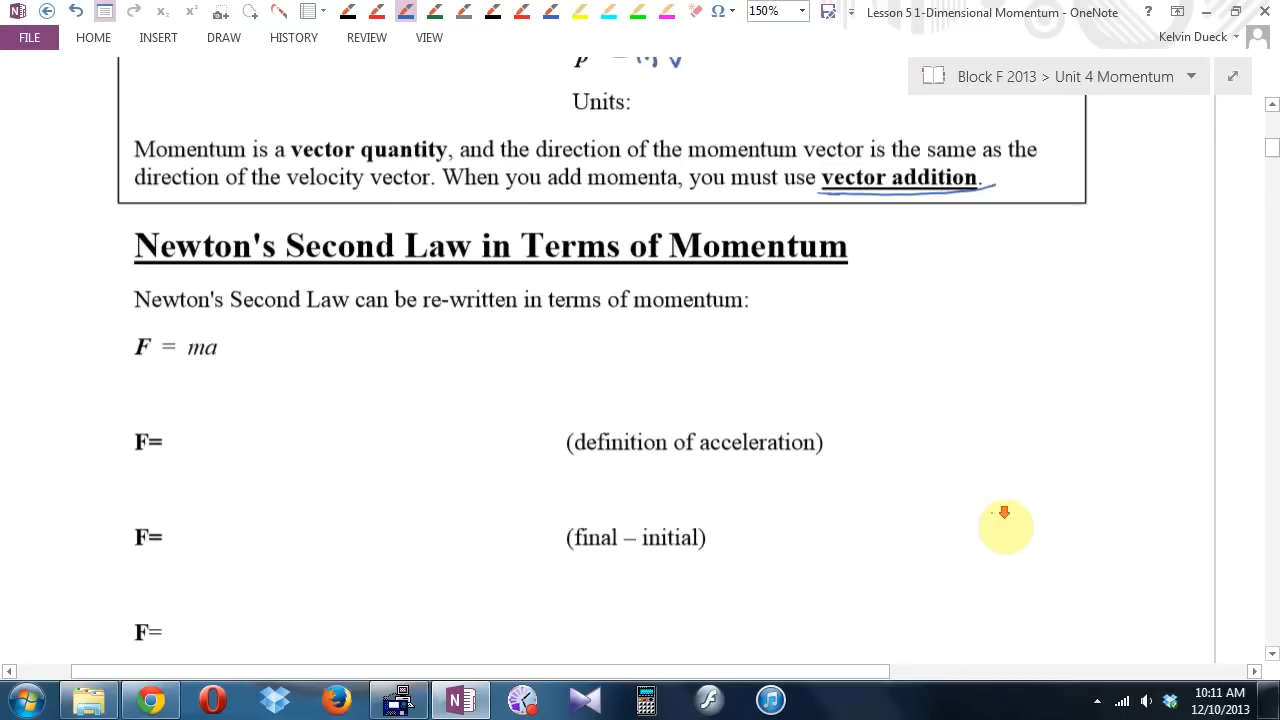 150%
Lesson 5 1-Dimensional Momentum - OneNote
FILE HOME INSERT DRAW HISTORY REVIEW VIEW
Kelvin Dueck
Block F 2013 > Unit 4 Momentum
p = m v
Units:
Momentum is a vector quantity, and the direction of the momentum vector is the same as the
direction of the velocity vector. When you add momenta, you must use vector addition.
Newton's Second Law in Terms of Momentum
Newton's Second Law can be re-written in terms of momentum:
F = ma
F= (definition of acceleration)
F= (final – initial)
F=
10:11 AM
12/10/2013